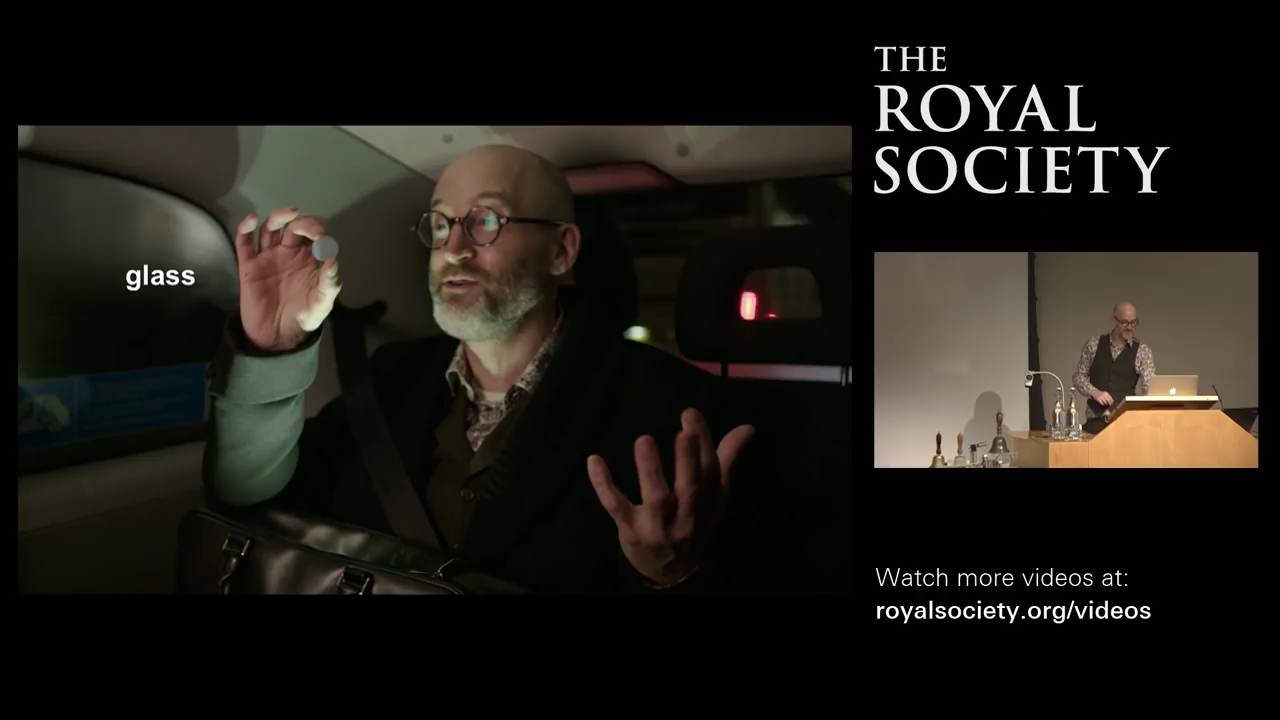 glass
THE
ROYAL
SOCIETY
Watch more videos at:
royalsociety.org/videos